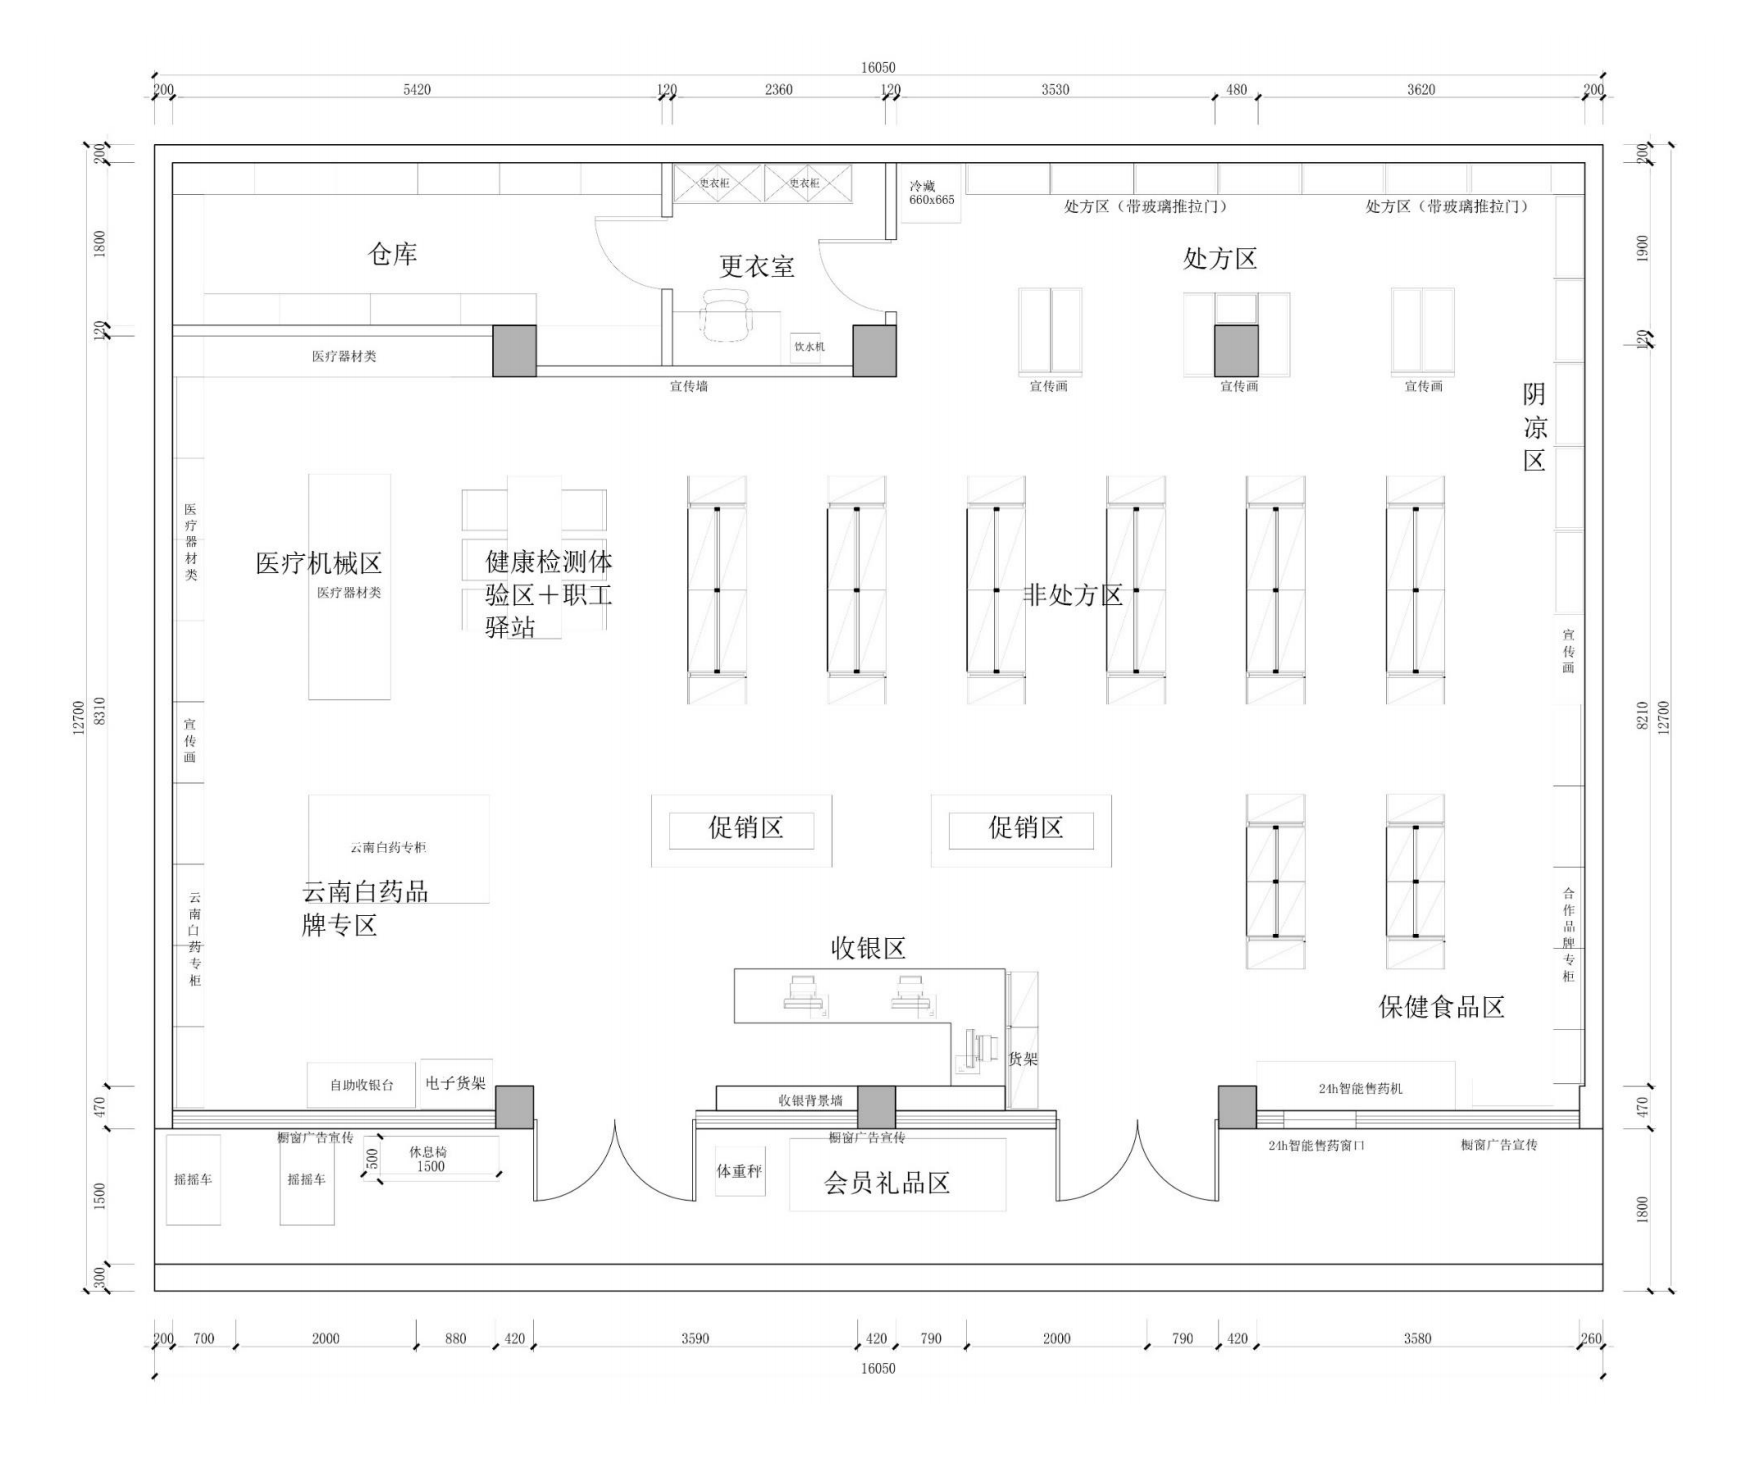 16050
200
5420
120
2360
120
3530
480
3620
200
200
1800
120
12700
8310
470
1500
300
200
1900
120
8210
12700
470
1800
更衣柜
更衣柜
冷藏
660x665
处方区（带玻璃推拉门）
处方区（带玻璃推拉门）
仓库
更衣室
处方区
饮水机
医疗器材类
宣传墙
宣传画
宣传画
宣传画
阴凉区
医疗器材类
医疗机械区
医疗器材类
健康检测体
验区＋职工
驿站
非处方区
宣传画
宣传画
云南白药专柜
云南白药品
牌专区
促销区
促销区
云南白药专柜
合作品牌专柜
收银区
保健食品区
货架
自助收银台
电子货架
收银背景墙
24h智能售药机
橱窗广告宣传
橱窗广告宣传
24h智能售药窗口
橱窗广告宣传
摇摇车
摇摇车
500
休息椅
1500
体重秤
会员礼品区
200
700
2000
880
420
3590
420
790
2000
790
420
3580
260
16050